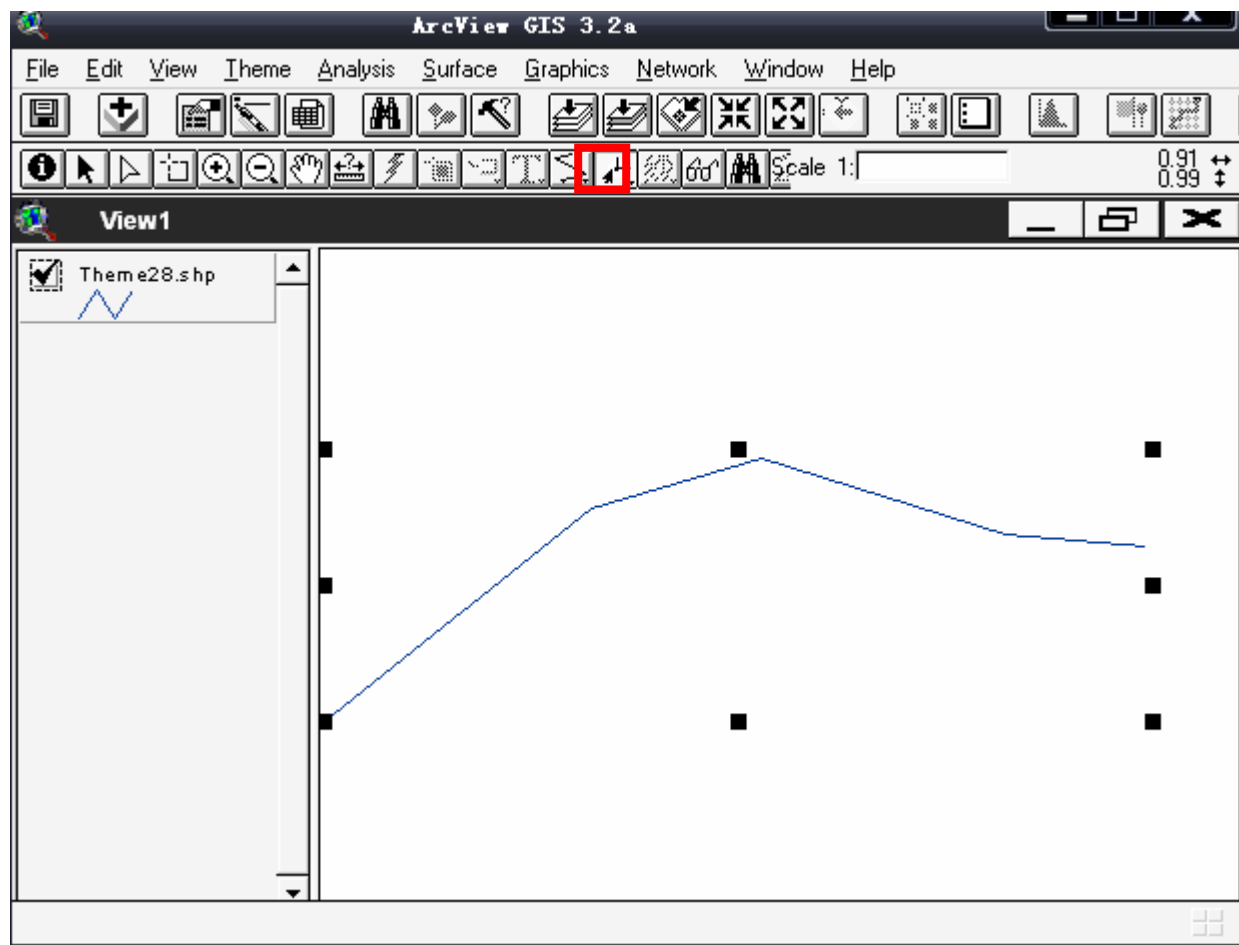 ArcView GIS 3.2a
File Edit View Theme Analysis Surface Graphics Network Window Help
Scale 1: 0.91
0.99
View1
Theme28.shp